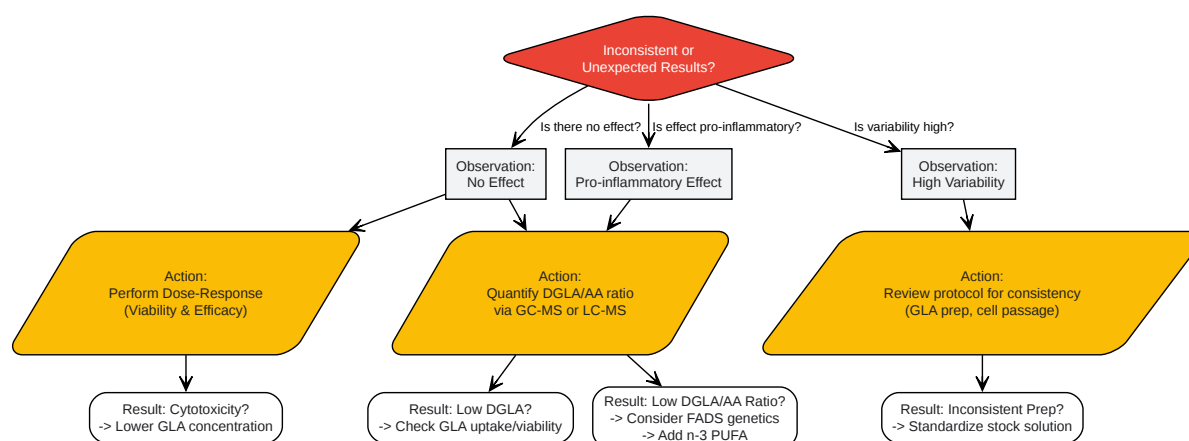 Inconsistent or
Unexpected Results?
Is there no effect?
Is effect pro-inflammatory?
Is variability high?
Observation:
No Effect
Observation:
Pro-inflammatory Effect
Observation:
High Variability
Action:
Perform Dose-Response
(Viability & Efficacy)
Action:
Quantify DGLA/AA ratio
via GC-MS or LC-MS
Action:
Review protocol for consistency
(GLA prep, cell passage)
Result: Cytotoxicity?
-> Lower GLA concentration
Result: Low DGLA?
-> Check GLA uptake/viability
Result: Low DGLA/AA Ratio?
-> Consider FADS genetics
-> Add n-3 PUFA
Result: Inconsistent Prep?
-> Standardize stock solution